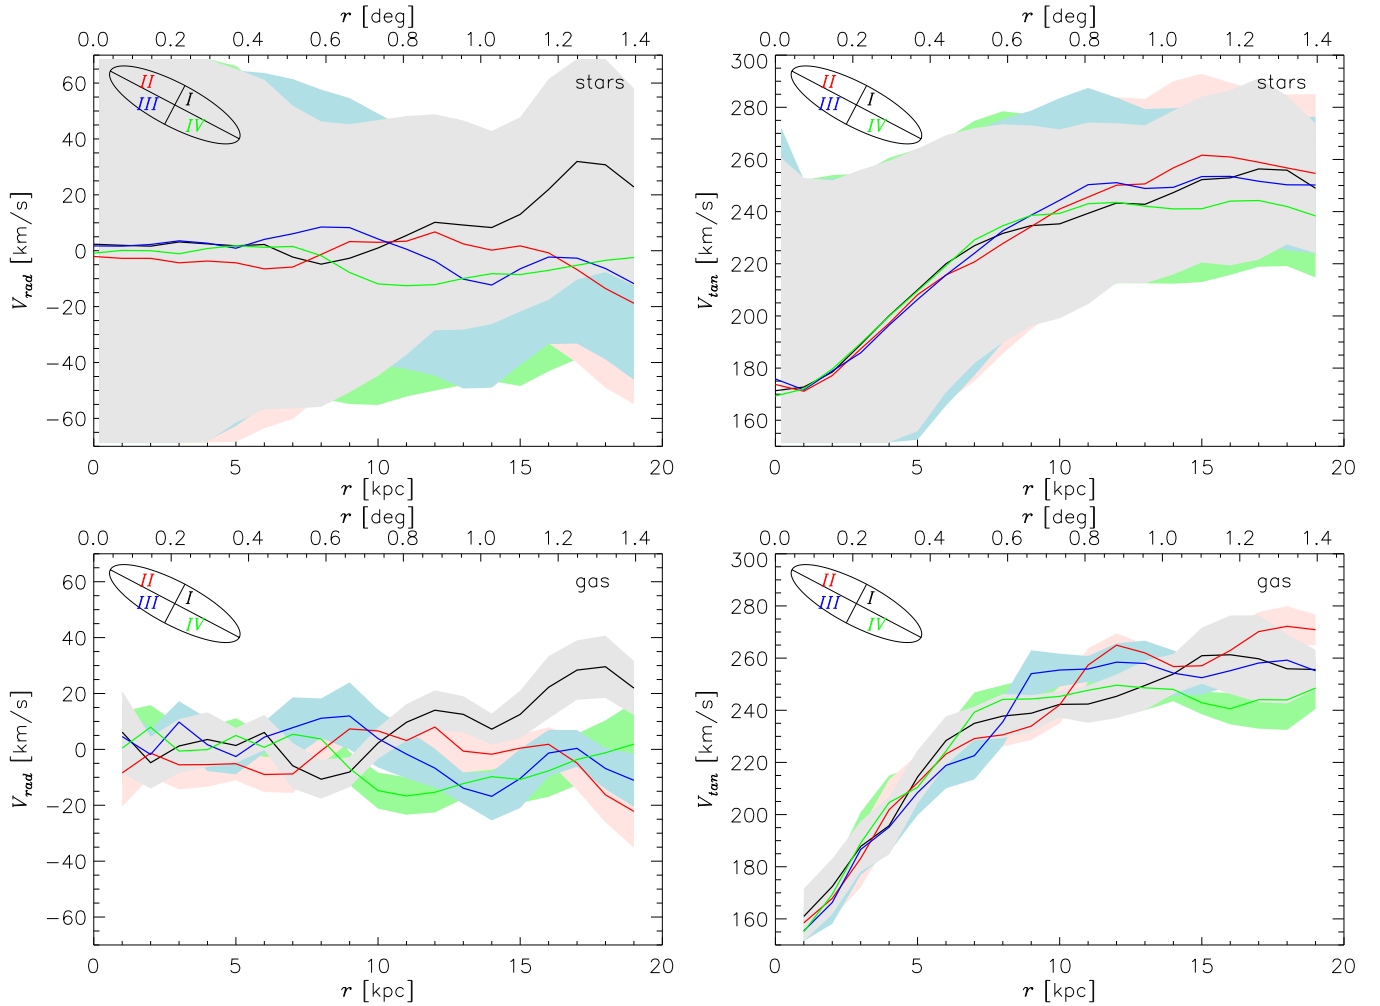 r [deg]
0.0 0.2 0.4 0.6 0.8 1.0 1.2 1.4
60
40
20
0
−20
−40
−60
V_rad [km/s]
II
I
III
IV
stars
0 5 10 15 20
r [kpc]
r [deg]
0.0 0.2 0.4 0.6 0.8 1.0 1.2 1.4
300
280
260
240
220
200
180
160
V_tan [km/s]
II
I
III
IV
stars
0 5 10 15 20
r [kpc]
r [deg]
0.0 0.2 0.4 0.6 0.8 1.0 1.2 1.4
60
40
20
0
−20
−40
−60
V_rad [km/s]
II
I
III
IV
gas
0 5 10 15 20
r [kpc]
r [deg]
0.0 0.2 0.4 0.6 0.8 1.0 1.2 1.4
300
280
260
240
220
200
180
160
V_tan [km/s]
II
I
III
IV
gas
0 5 10 15 20
r [kpc]